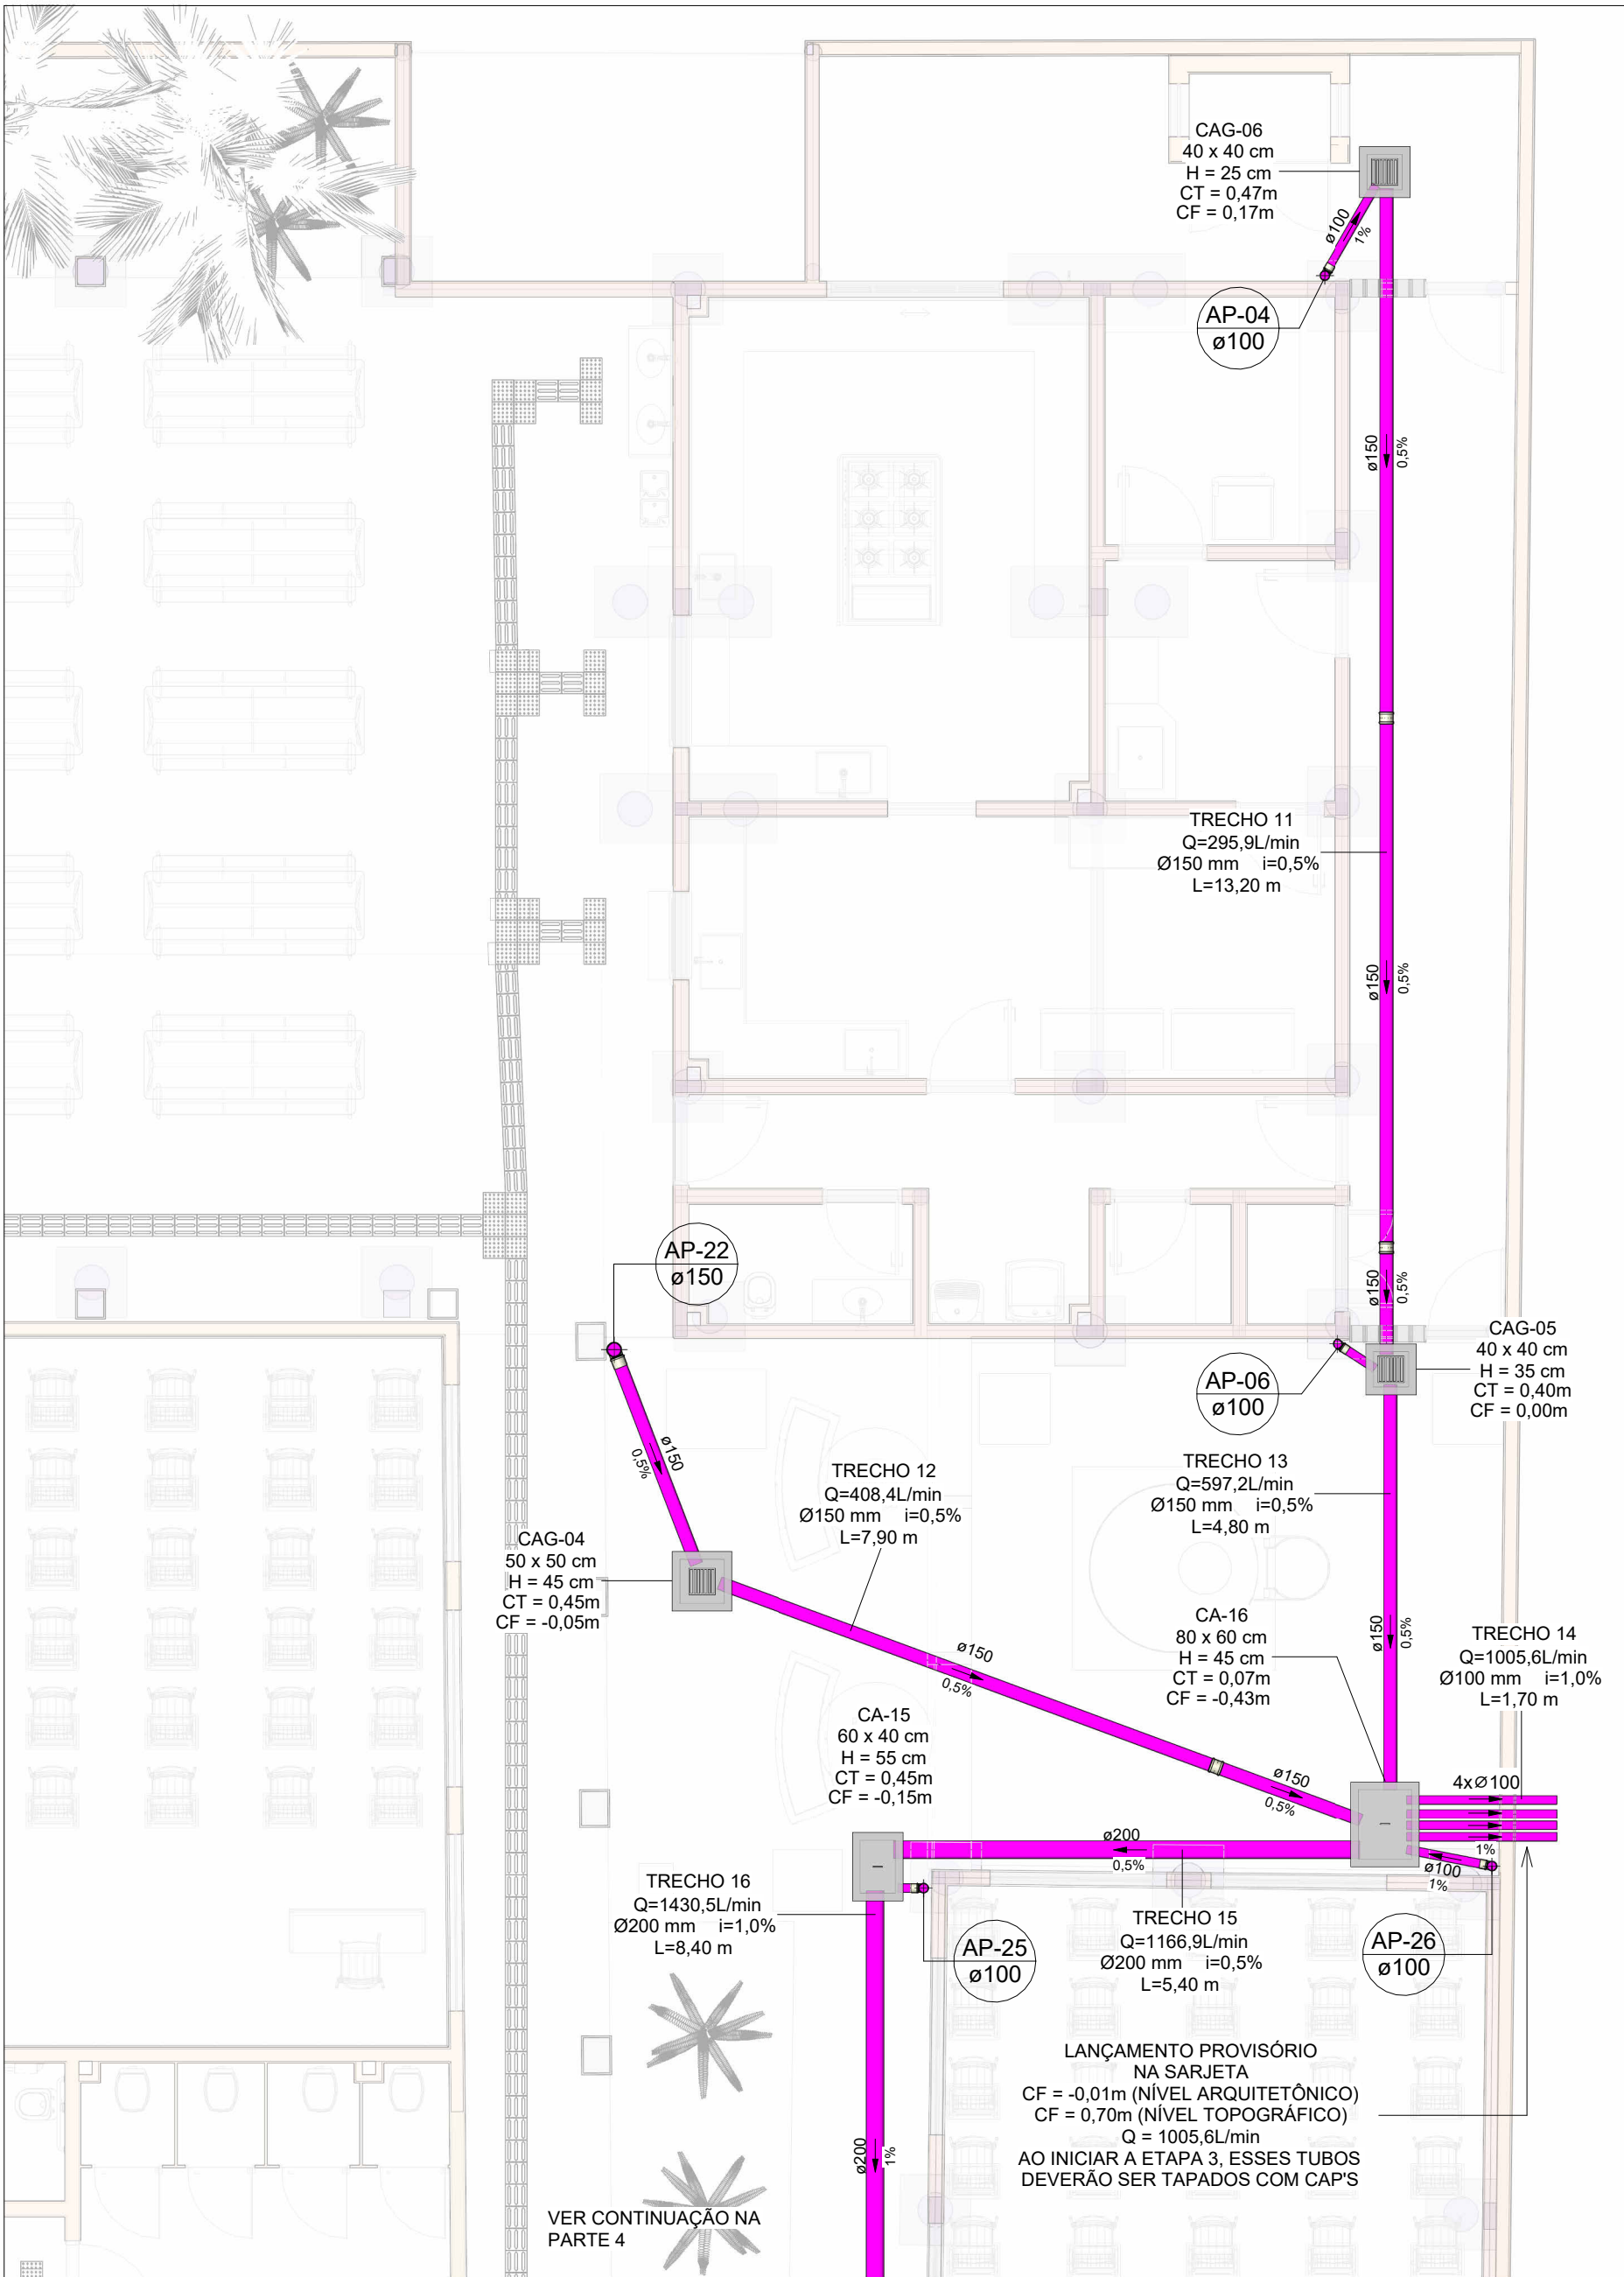 CAG-06
40 x 40 cm
H = 25 cm
CT = 0,47m
CF = 0,17m
ø100
1%
AP-04
ø100
ø150
0,5%
TRECHO 11
Q=295,9L/min
Ø150 mm i=0,5%
L=13,20 m
ø150
0,5%
AP-22
ø150
ø150
0,5%
CAG-05
40 x 40 cm
H = 35 cm
CT = 0,40m
CF = 0,00m
AP-06
ø100
ø150
0,5%
TRECHO 12
Q=408,4L/min
Ø150 mm i=0,5%
L=7,90 m
TRECHO 13
Q=597,2L/min
Ø150 mm i=0,5%
L=4,80 m
CAG-04
50 x 50 cm
H = 45 cm
CT = 0,45m
CF = -0,05m
CA-16
80 x 60 cm
H = 45 cm
CT = 0,07m
CF = -0,43m
ø150
0,5%
TRECHO 14
Q=1005,6L/min
Ø100 mm i=1,0%
L=1,70 m
ø150
0,5%
CA-15
60 x 40 cm
H = 55 cm
CT = 0,45m
CF = -0,15m
ø150
0,5%
4xØ100
ø200
0,5%
1%
ø100
1%
TRECHO 16
Q=1430,5L/min
Ø200 mm i=1,0%
L=8,40 m
AP-25
ø100
TRECHO 15
Q=1166,9L/min
Ø200 mm i=0,5%
L=5,40 m
AP-26
ø100
LANÇAMENTO PROVISÓRIO
NA SARJETA
CF = -0,01m (NÍVEL ARQUITETÔNICO)
CF = 0,70m (NÍVEL TOPOGRÁFICO)
Q = 1005,6L/min
AO INICIAR A ETAPA 3, ESSES TUBOS
DEVERÃO SER TAPADOS COM CAP'S
ø200
1%
VER CONTINUAÇÃO NA
PARTE 4